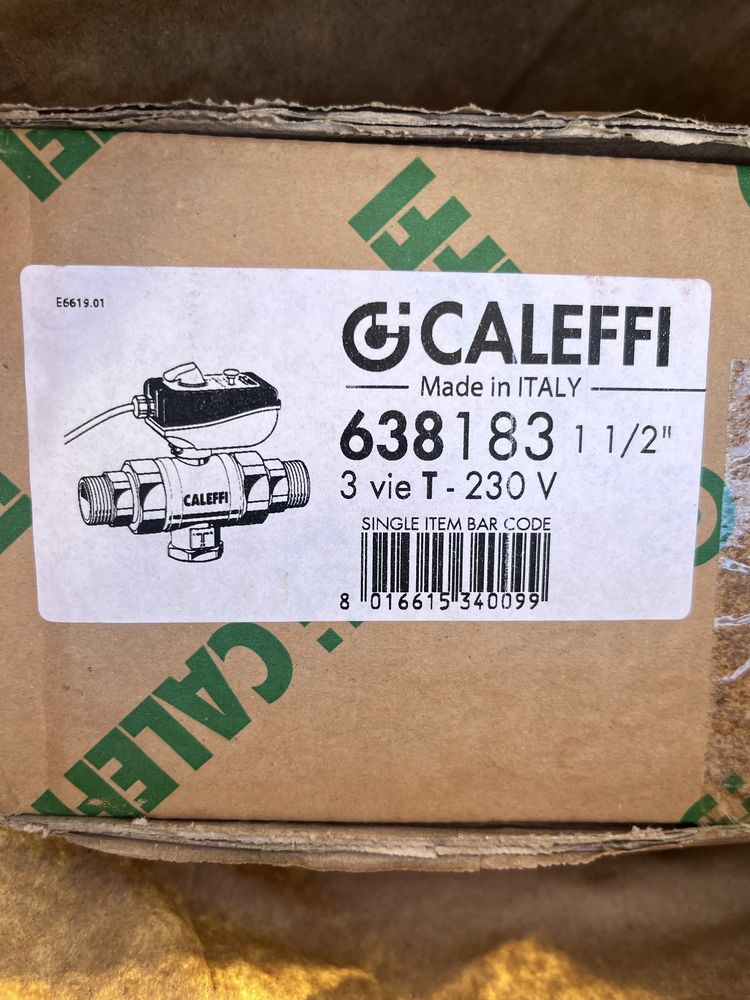 E6619.01
CALEFFI
Made in ITALY
638183 1 1/2"
3 vie T - 230 V
CALEFFI
T
SINGLE ITEM BAR CODE
8 016615 340099
CALEFFI